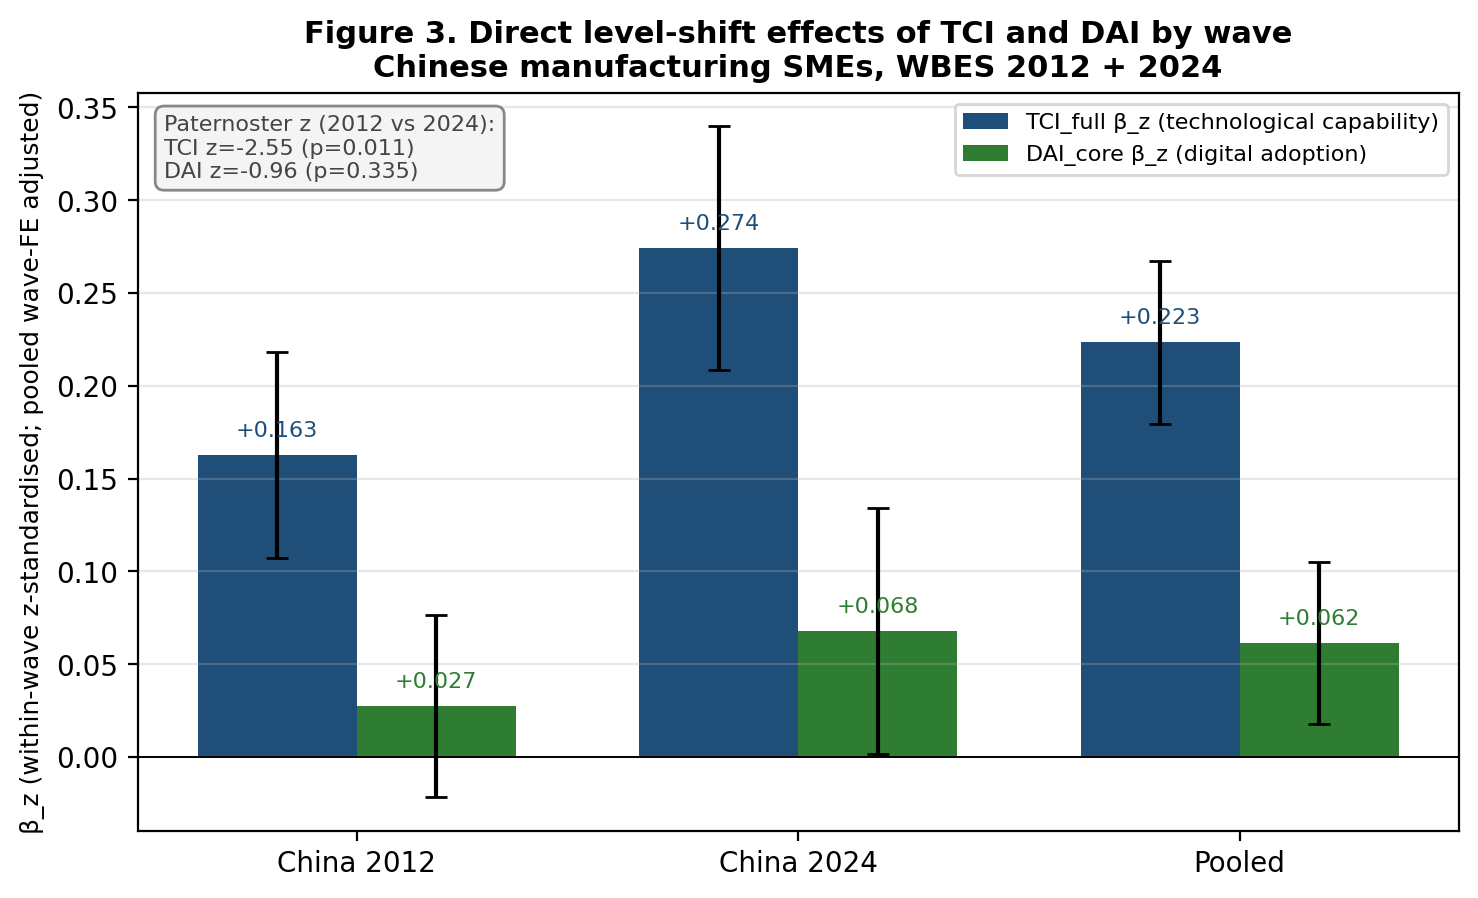 Figure 3. Direct level-shift effects of TCI and DAI by wave
Chinese manufacturing SMEs, WBES 2012 + 2024
β_z (within-wave z-standardised; pooled wave-FE adjusted)
0.35
0.30
0.25
0.20
0.15
0.10
0.05
0.00
Paternoster z (2012 vs 2024):
TCI z=-2.55 (p=0.011)
DAI z=-0.96 (p=0.335)
TCI_full β_z (technological capability)
DAI_core β_z (digital adoption)
+0.163
+0.027
+0.274
+0.068
+0.223
+0.062
China 2012
China 2024
Pooled